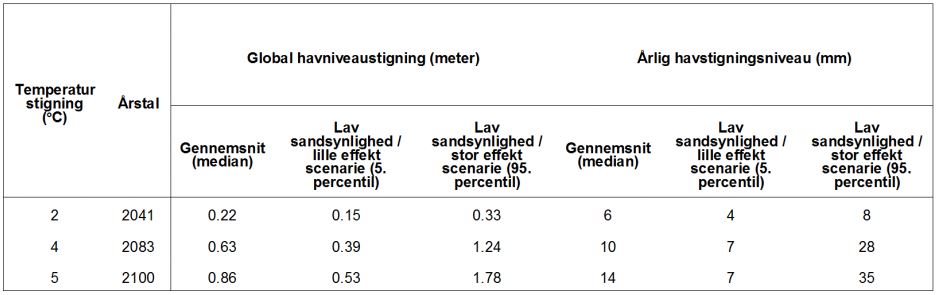 Global havniveaustigning (meter) Årlig havstigningsniveau (mm)
Temperatur
stigning
(°C)
Årstal
Gennemsnit
(median)
Lav
sandsynlighed /
lille effekt
scenarie (5.
percentil)
Lav
sandsynlighed /
stor effekt
scenarie (95.
percentil)
Gennemsnit
(median)
Lav
sandsynlighed /
lille effekt
scenarie (5.
percentil)
Lav
sandsynlighed /
stor effekt
scenarie (95.
percentil)
2 2041 0.22 0.15 0.33 6 4 8
4 2083 0.63 0.39 1.24 10 7 28
5 2100 0.86 0.53 1.78 14 7 35